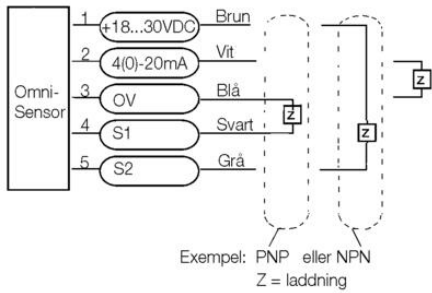 Omni-
Sensor
1 +18...30VDC Brun
2 4(0)-20mA Vit
3 OV Blå
4 S1 Svart
5 S2 Grå
Z
Z
Z
Exempel: PNP eller NPN
Z = laddning